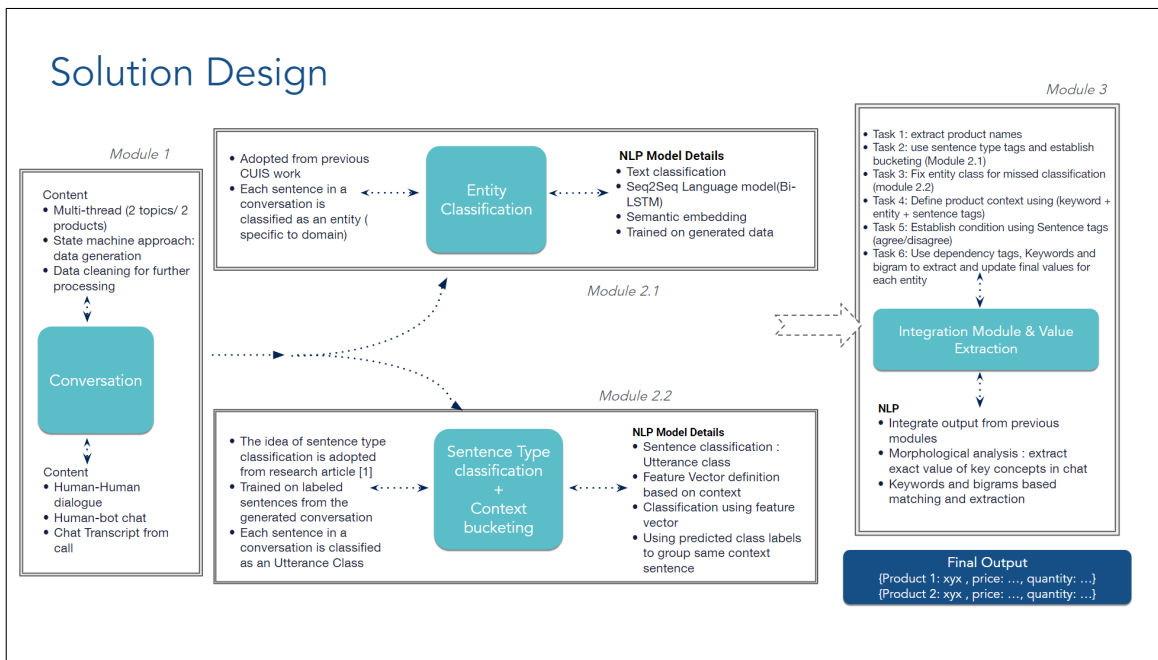 Solution Design
Module 1
Content
• Multi-thread (2 topics/ 2
products)
• State machine approach:
data generation
• Data cleaning for further
processing
Conversation
Content
• Human-Human
dialogue
• Human-bot chat
• Chat Transcript from
call
• Adopted from previous
CUIS work
• Each sentence in a
conversation is
classified as an entity (
specific to domain)
Entity
Classification
NLP Model Details
• Text classification
• Seq2Seq Language model(Bi-
LSTM)
• Semantic embedding
• Trained on generated data
Module 2.1
Module 2.2
• The idea of sentence type
classification is adopted
from research article [1]
• Trained on labeled
sentences from the
generated conversation
• Each sentence in a
conversation is classified
as an Utterance Class
Sentence Type
classification
+
Context
bucketing
NLP Model Details
• Sentence classification :
Utterance class
• Feature Vector definition
based on context
• Classification using feature
vector
• Using predicted class labels
to group same context
sentence
Module 3
• Task 1: extract product names
• Task 2: use sentence type tags and establish
bucketing (Module 2.1)
• Task 3: Fix entity class for missed classification
(module 2.2)
• Task 4: Define product context using (keyword +
entity + sentence tags)
• Task 5: Establish condition using Sentence tags
(agree/disagree)
• Task 6: Use dependency tags, Keywords and
bigram to extract and update final values for
each entity
Integration Module & Value
Extraction
NLP
• Integrate output from previous
modules
• Morphological analysis : extract
exact value of key concepts in chat
• Keywords and bigrams based
matching and extraction
Final Output
{Product 1: xyx , price: …, quantity: …}
{Product 2: xyx , price: …, quantity: …}